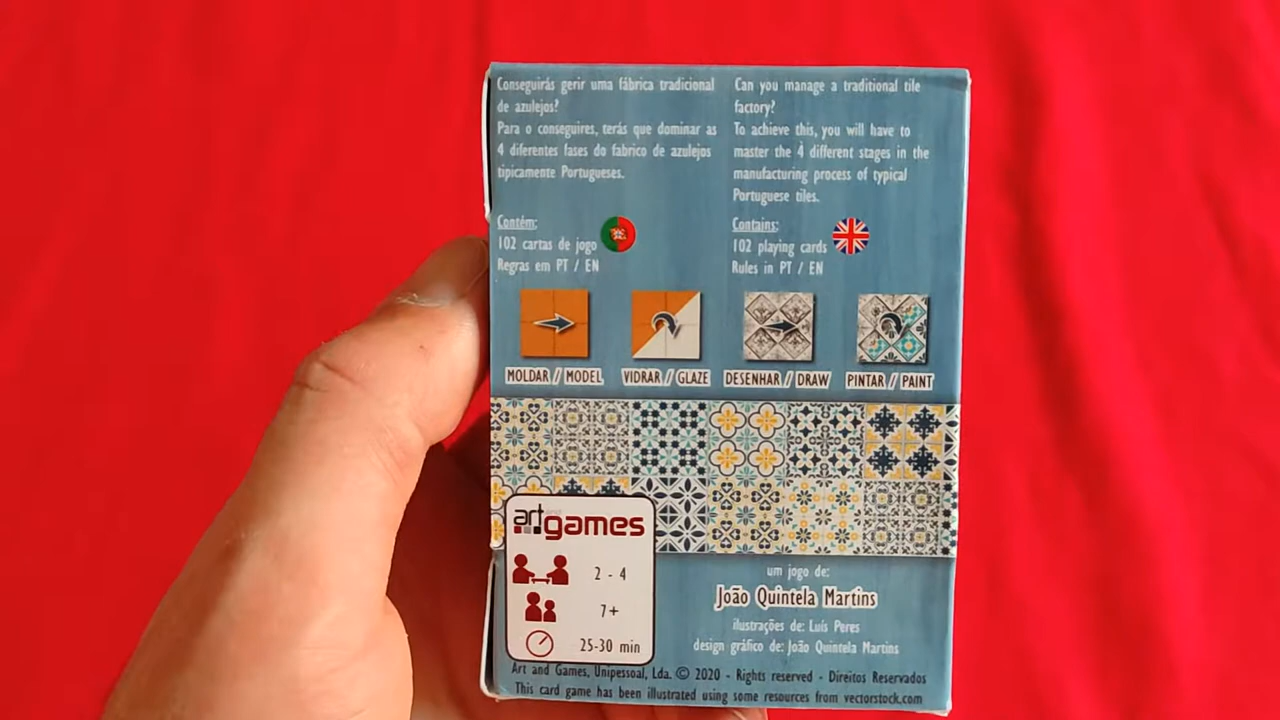 Conseguirás gerir uma fábrica tradicional
de azulejos?
Para o conseguires, terás que dominar as
4 diferentes fases do fabrico de azulejos
tipicamente Portugueses.
Contém:
102 cartas de jogo
Regras em PT / EN
Can you manage a traditional tile
factory?
To achieve this, you will have to
master the 4 different stages in the
manufacturing process of typical
Portuguese tiles.
Contains:
102 playing cards
Rules in PT / EN
MOLDAR / MODEL
VIDRAR / GLAZE
DESENHAR / DRAW
PINTAR / PAINT
art and games
2 - 4
7+
25-30 min
um jogo de:
João Quintela Martins
ilustrações de: Luís Peres
design gráfico de: João Quintela Martins
Art and Games, Unipessoal, Lda. © 2020 - Rights reserved - Direitos Reservados
This card game has been illustrated using some resources from vectorstock.com